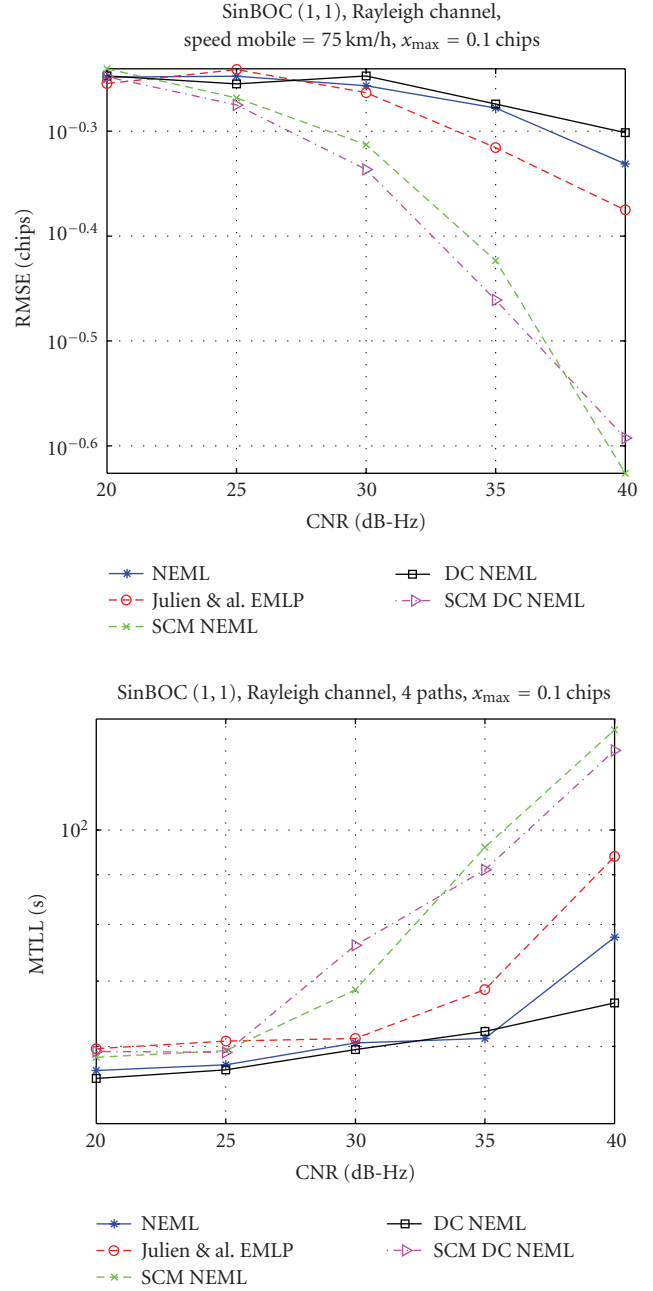 SinBOC (1, 1), Rayleigh channel,
speed mobile = 75 km/h, x_max = 0.1 chips
10^−0.3
10^−0.4
10^−0.5
10^−0.6
RMSE (chips)
20 25 30 35 40
CNR (dB-Hz)
NEML
Julien & al. EMLP
SCM NEML
DC NEML
SCM DC NEML
SinBOC (1, 1), Rayleigh channel, 4 paths, x_max = 0.1 chips
10^2
MTLL (s)
20 25 30 35 40
CNR (dB-Hz)
NEML
Julien & al. EMLP
SCM NEML
DC NEML
SCM DC NEML